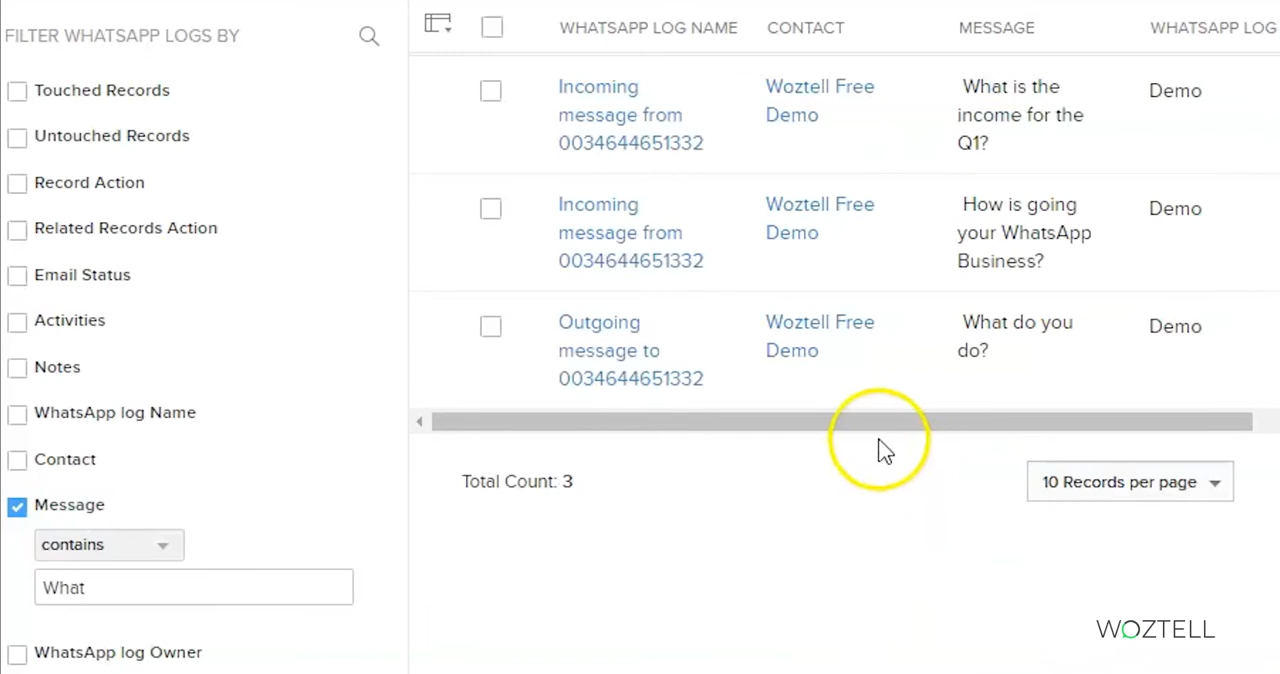 FILTER WHATSAPP LOGS BY
Touched Records
Untouched Records
Record Action
Related Records Action
Email Status
Activities
Notes
WhatsApp log Name
Contact
Message
contains
What
WhatsApp log Owner
WHATSAPP LOG NAME CONTACT MESSAGE WHATSAPP LOG
Incoming Woztell Free What is the Demo
message from Demo income for the
0034644651332 Q1?
Incoming Woztell Free How is going Demo
message from Demo your WhatsApp
0034644651332 Business?
Outgoing Woztell Free What do you Demo
message to Demo do?
0034644651332
Total Count: 3 10 Records per page
WOZTELL